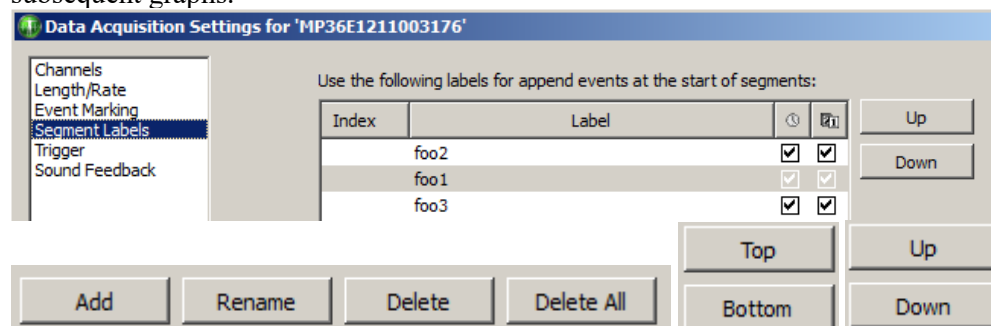 subsequent graphs.
Data Acquisition Settings for 'MP36E1211003176'
Channels
Length/Rate
Event Marking
Segment Labels
Trigger
Sound Feedback
Use the following labels for append events at the start of segments:
Index Label
foo2
foo1
foo3
Up
Down
Top Up
Add Rename Delete Delete All
Bottom Down